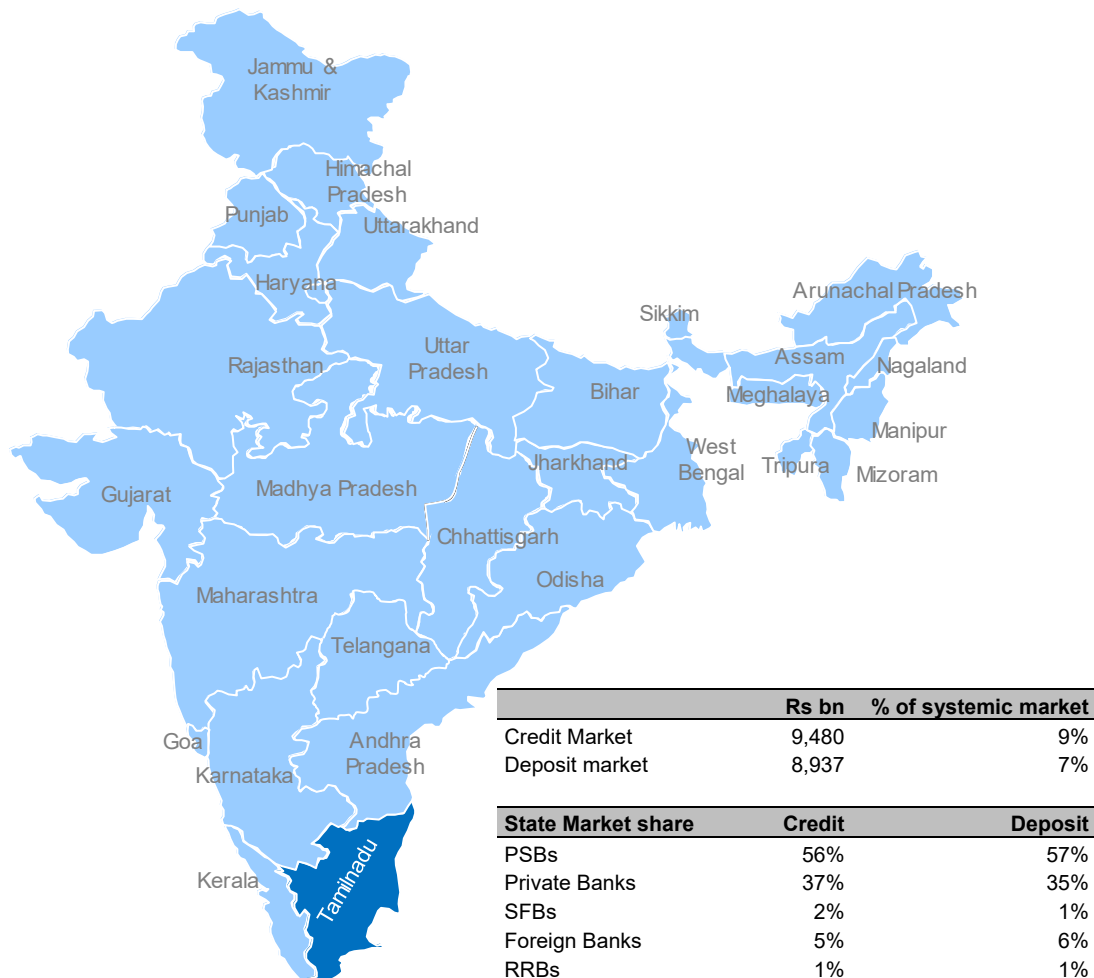 Jammu &
Kashmir
Himachal
Pradesh
Punjab
Uttarakhand
Haryana
Arunachal Pradesh
Sikkim
Uttar
Pradesh
Assam
Rajasthan
Nagaland
Bihar
Meghalaya
Manipur
West
Bengal
Jharkhand
Tripura
Mizoram
Madhya Pradesh
Gujarat
Chhattisgarh
Odisha
Maharashtra
Telangana
Goa
Andhra
Pradesh
Karnataka
Kerala
Tamilnadu
Rs bn % of systemic market
Credit Market 9,480 9%
Deposit market 8,937 7%
State Market share Credit Deposit
PSBs 56% 57%
Private Banks 37% 35%
SFBs 2% 1%
Foreign Banks 5% 6%
RRBs 1% 1%